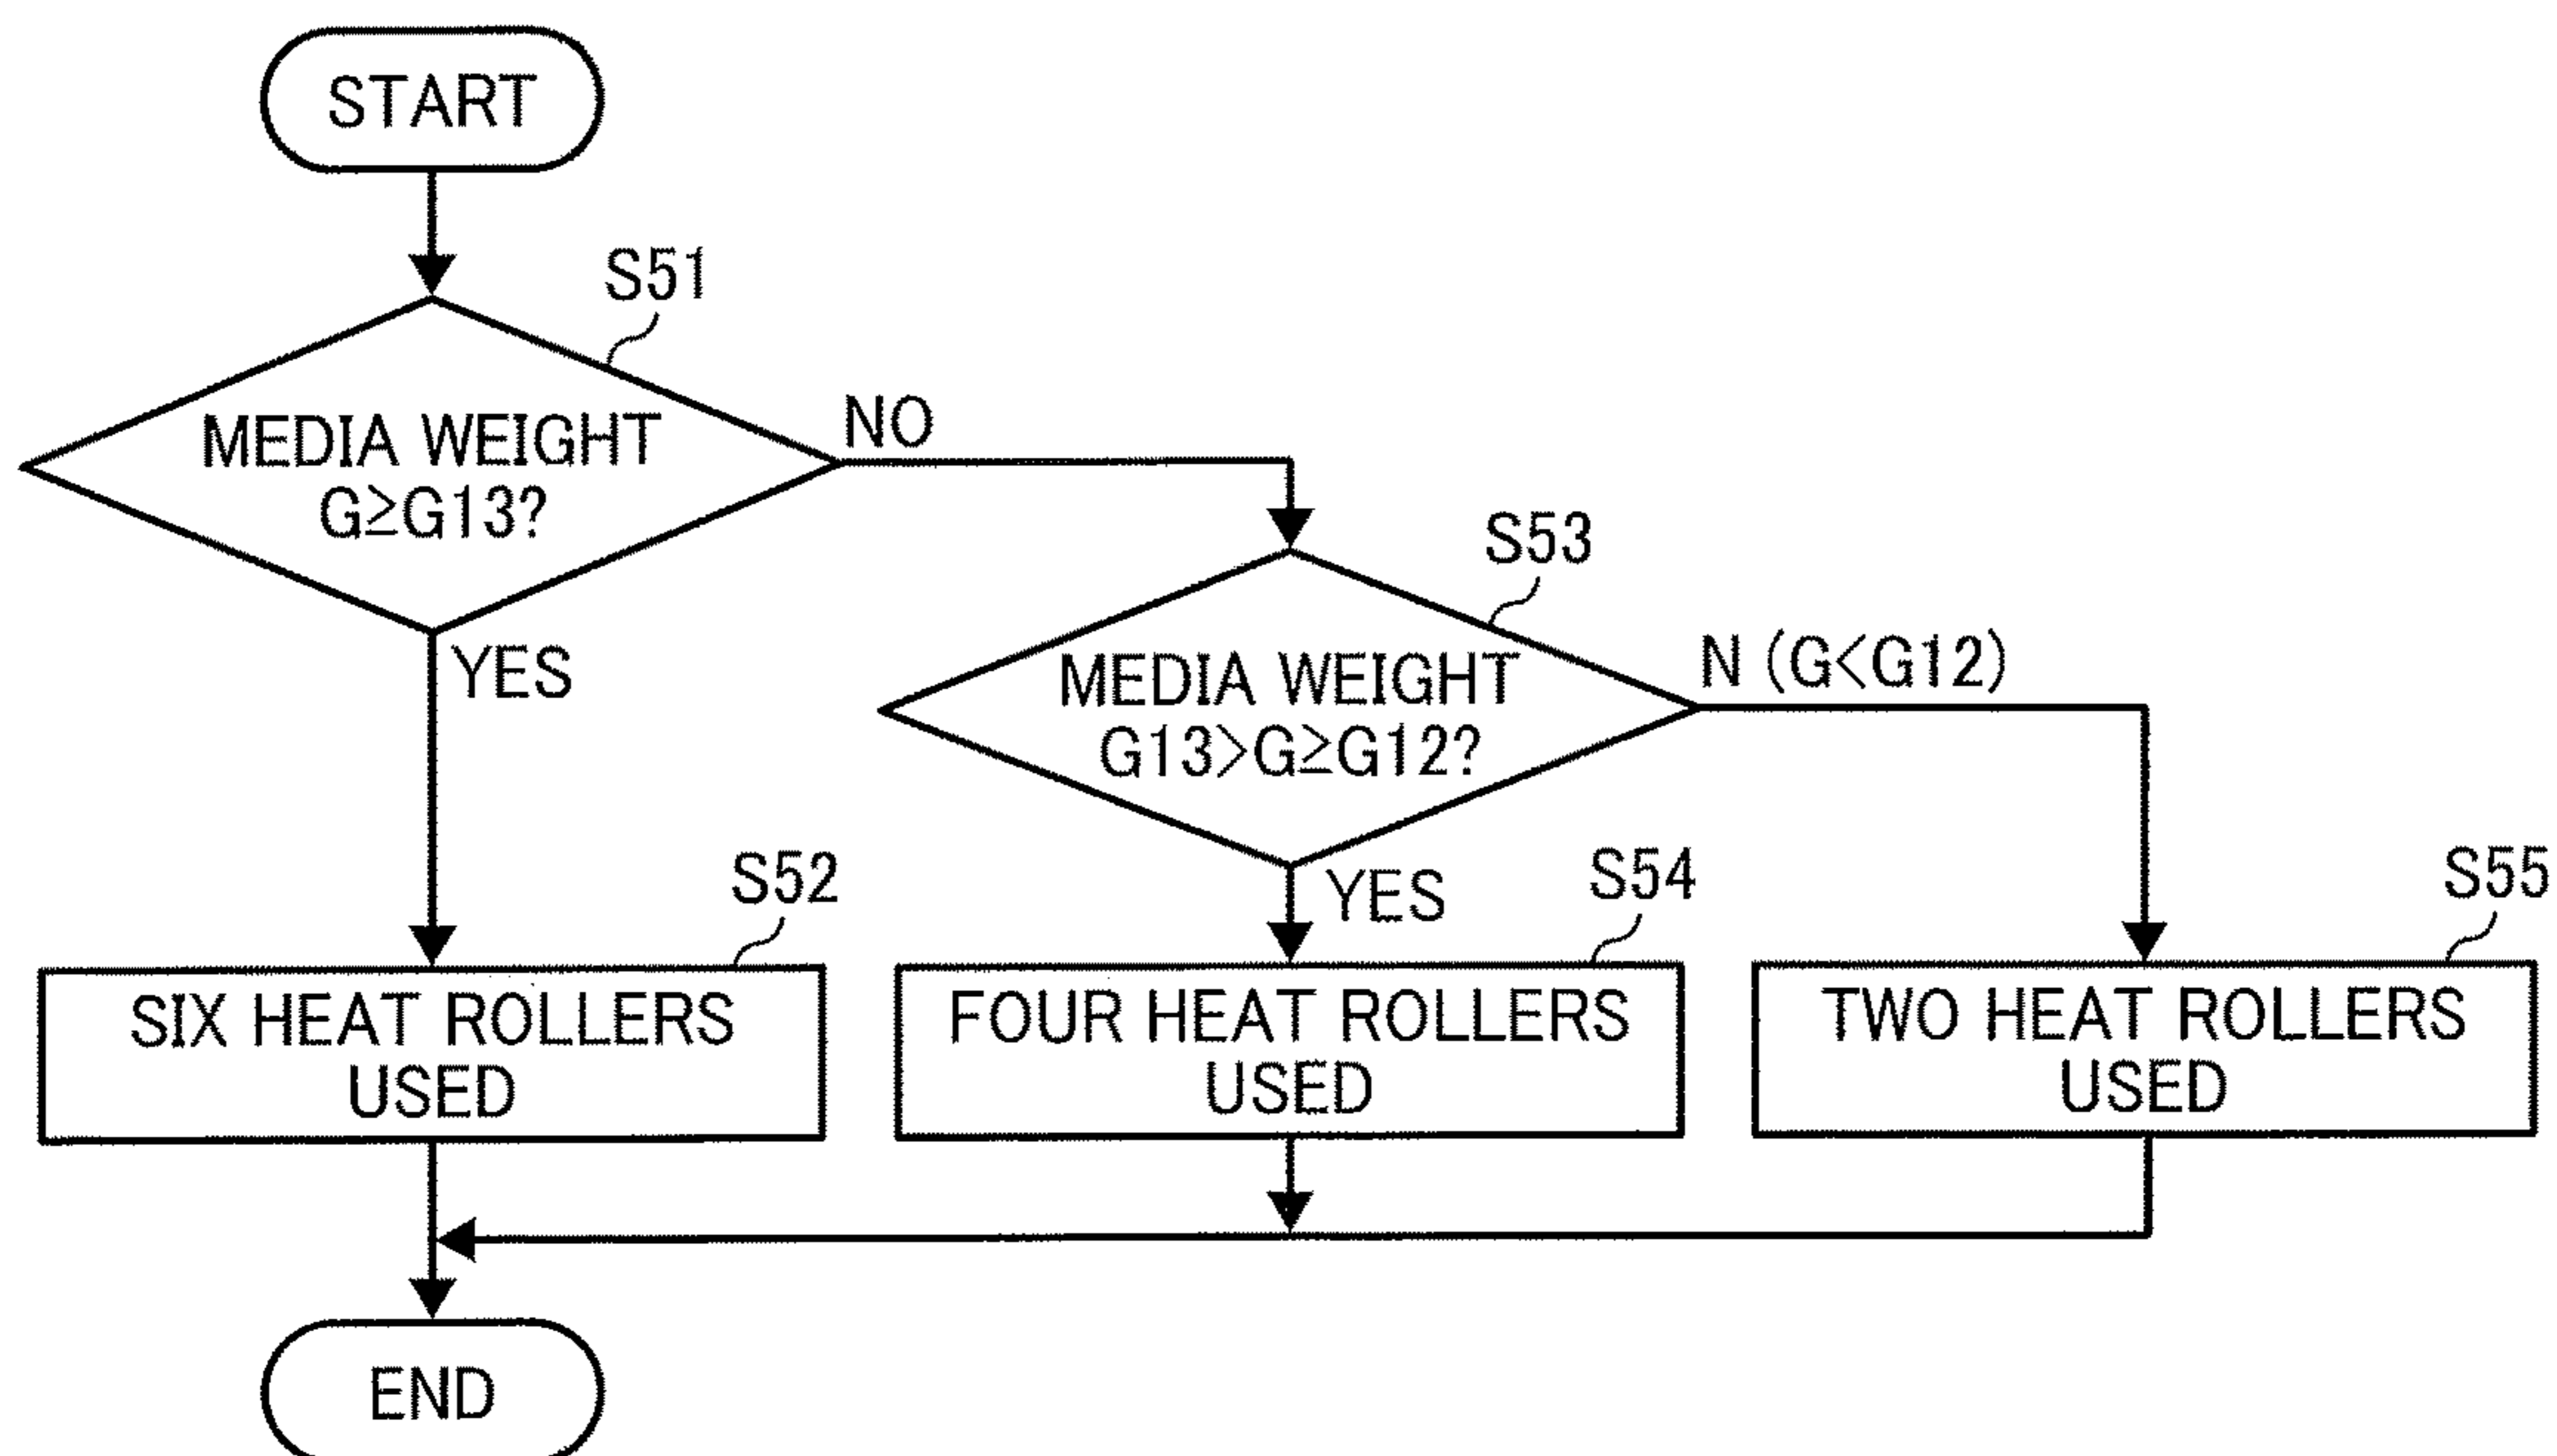 START
S51
MEDIA WEIGHT
G≥G13?
NO
YES
S53
MEDIA WEIGHT
G13>G≥G12?
N (G<G12)
YES
S52
SIX HEAT ROLLERS
USED
S54
FOUR HEAT ROLLERS
USED
S55
TWO HEAT ROLLERS
USED
END